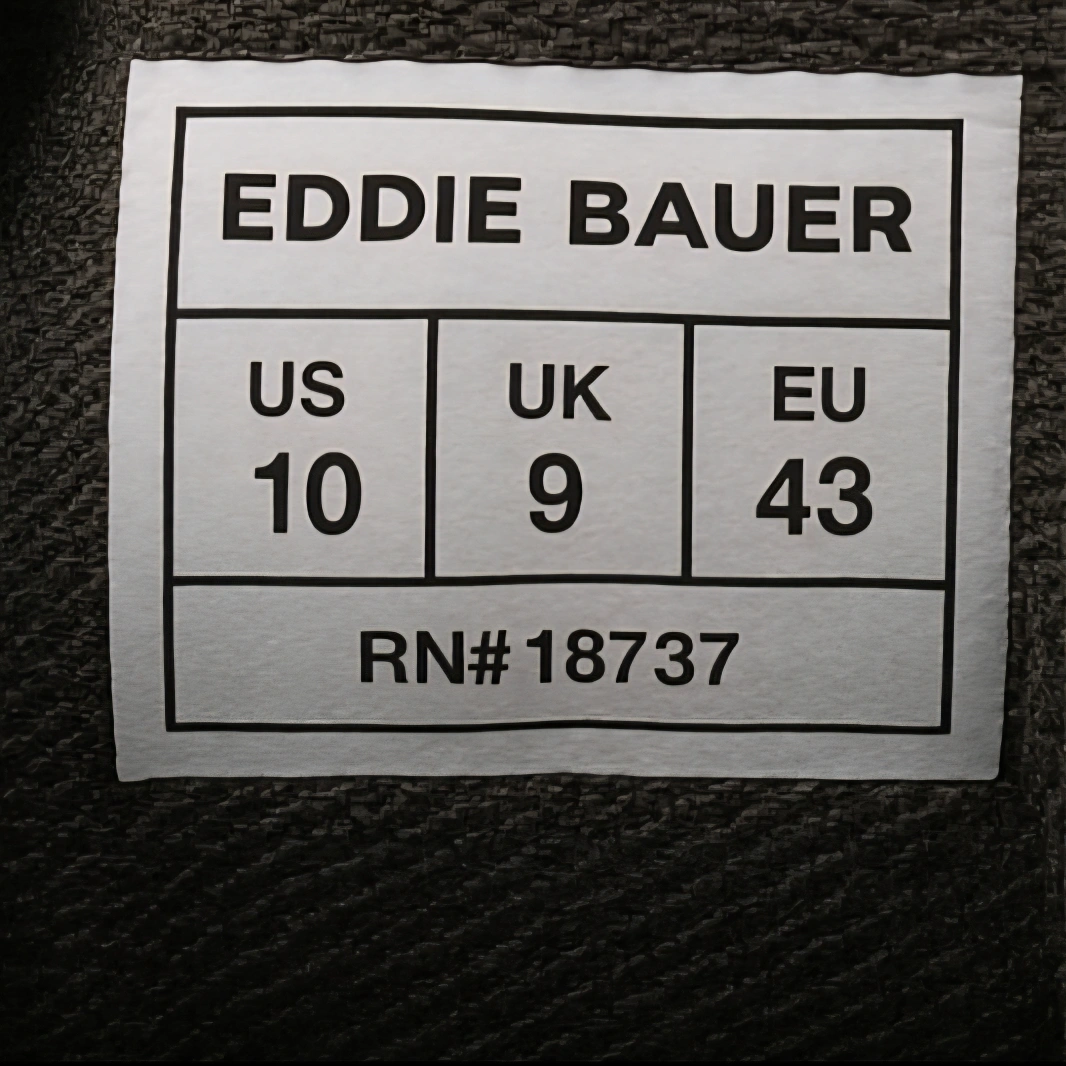 EDDIE BAUER
US UK EU
10 9 43
RN# 18737